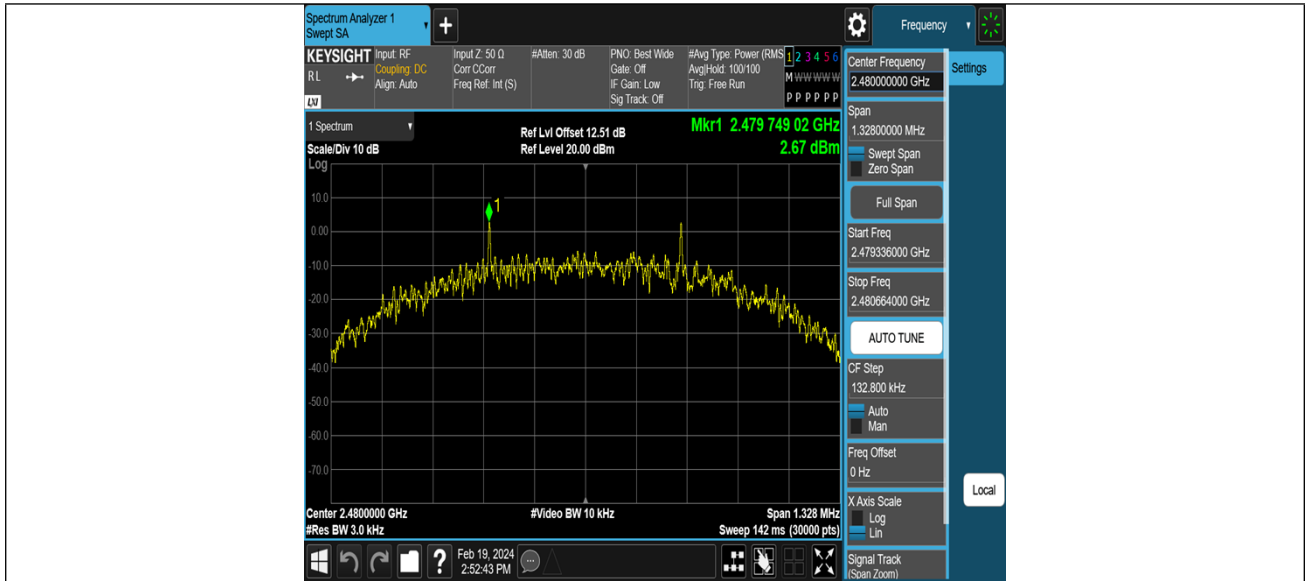 Spectrum Analyzer 1
Swept SA
+
Frequency
KEYSIGHT
RL
LXI
Input: RF
Coupling: DC
Align: Auto
Input Z: 50 Ω
Corr CCorr
Freq Ref: Int (S)
#Atten: 30 dB
PNO: Best Wide
Gate: Off
IF Gain: Low
Sig Track: Off
#Avg Type: Power (RMS
Avg|Hold: 100/100
Trig: Free Run
1 2 3 4 5 6
M W W W W W
P P P P P P
1 Spectrum
Scale/Div 10 dB
Ref Lvl Offset 12.51 dB
Ref Level 20.00 dBm
Mkr1 2.479 749 02 GHz
2.67 dBm
Log
10.0
0.00
-10.0
-20.0
-30.0
-40.0
-50.0
-60.0
-70.0
1
Center 2.4800000 GHz
#Res BW 3.0 kHz
#Video BW 10 kHz
Span 1.328 MHz
Sweep 142 ms (30000 pts)
?
Feb 19, 2024
2:52:43 PM
Center Frequency
2.480000000 GHz
Span
1.32800000 MHz
Swept Span
Zero Span
Full Span
Start Freq
2.479336000 GHz
Stop Freq
2.480664000 GHz
AUTO TUNE
CF Step
132.800 kHz
Auto
Man
Freq Offset
0 Hz
X Axis Scale
Log
Lin
Signal Track
(Span Zoom)
Settings
Local